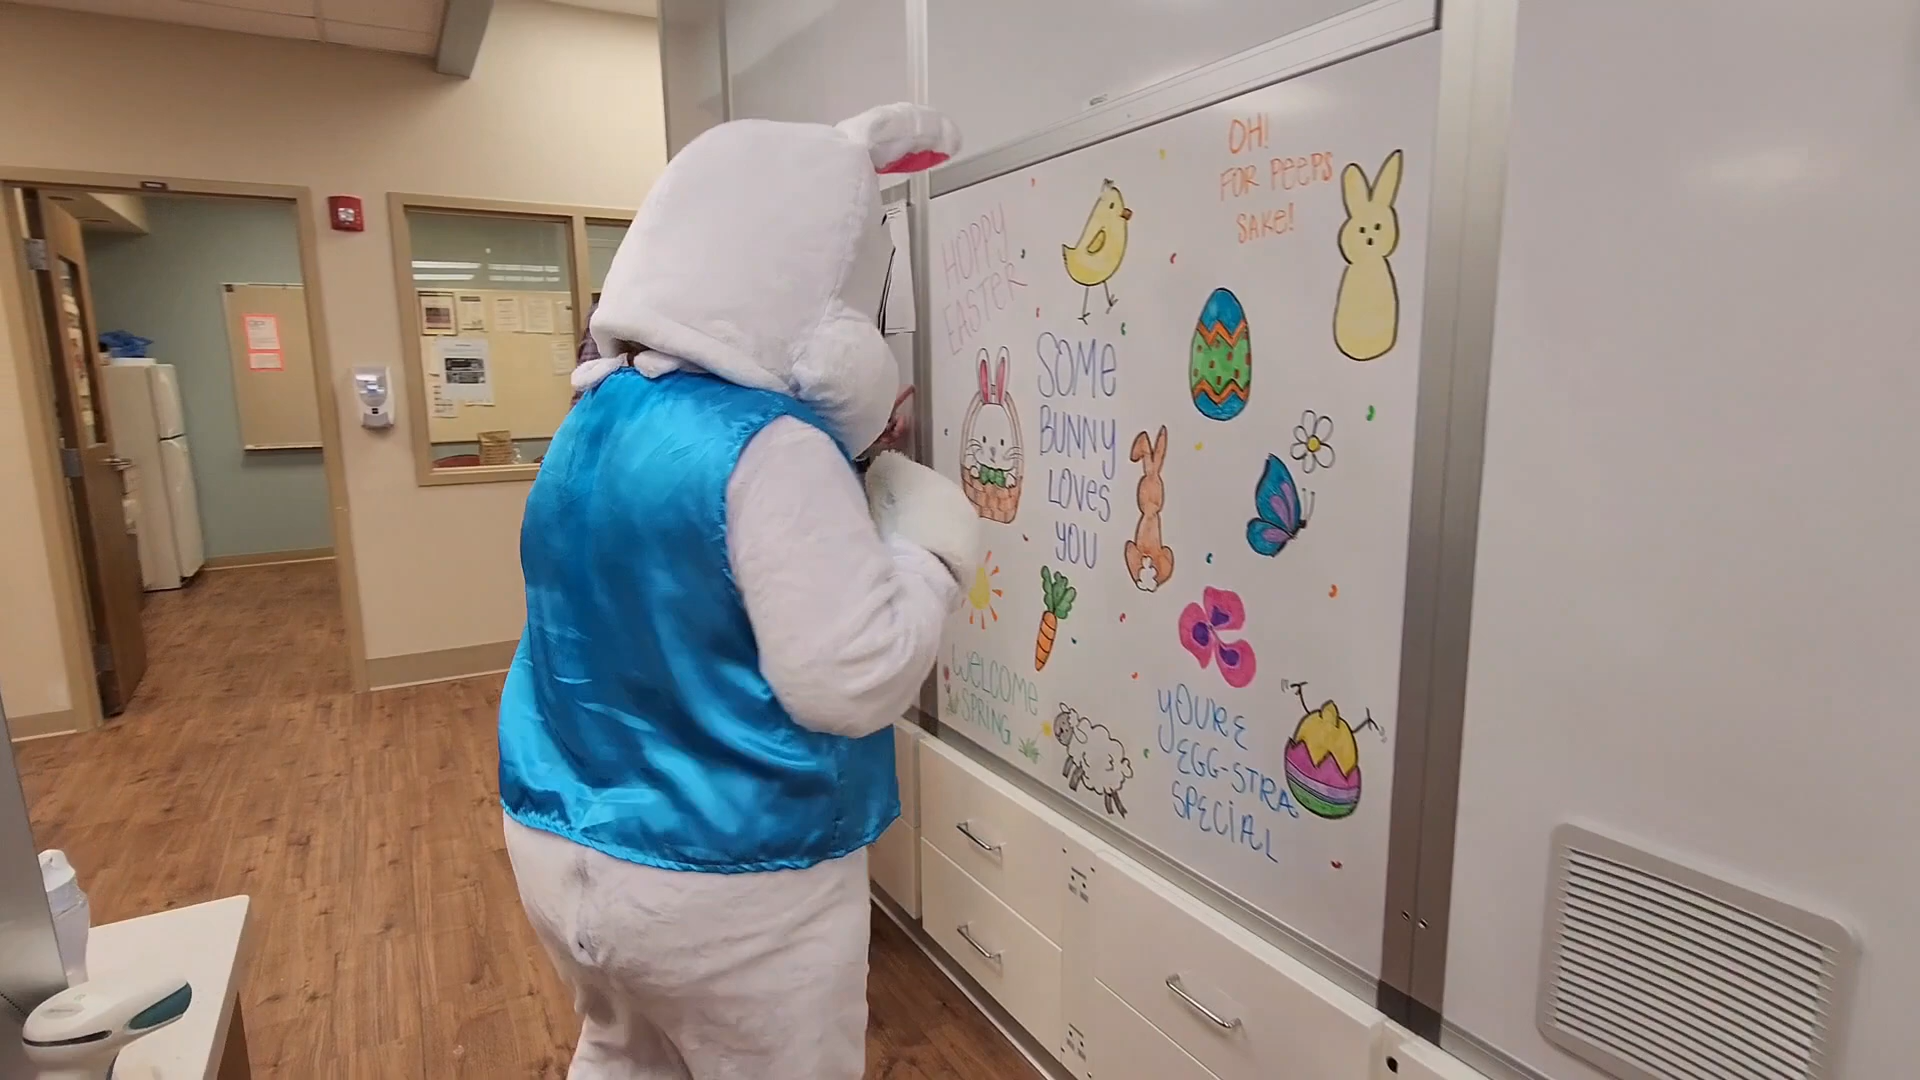 HOPPY
EASTER
OH!
FOR PEEPS
SAKE!
SOME
BUNNY
LOVES
YOU
WELCOME
SPRING
YOU'RE
EGG-STRA
SPECIAL